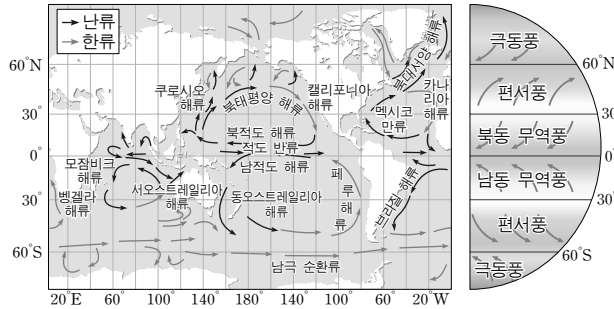 난류
한류
60°N
30°
0°
30°
60°S
20°E
60°
100°
140°
180°
140°
100°
60°
20°W
쿠로시오
해류
북태평양 해류
캘리포니아
해류
북대서양 해류
카나
리아
해류
멕시코
만류
북적도 해류
적도 반류
남적도 해류
모잠비크
해류
벵겔라
해류
서오스트레일리아
해류
동오스트레일리아
해류
페루 해류
브라질 해류
남극 순환류
극동풍
60°N
편서풍
30°
북동 무역풍
0°
남동 무역풍
30°
편서풍
60°S
극동풍